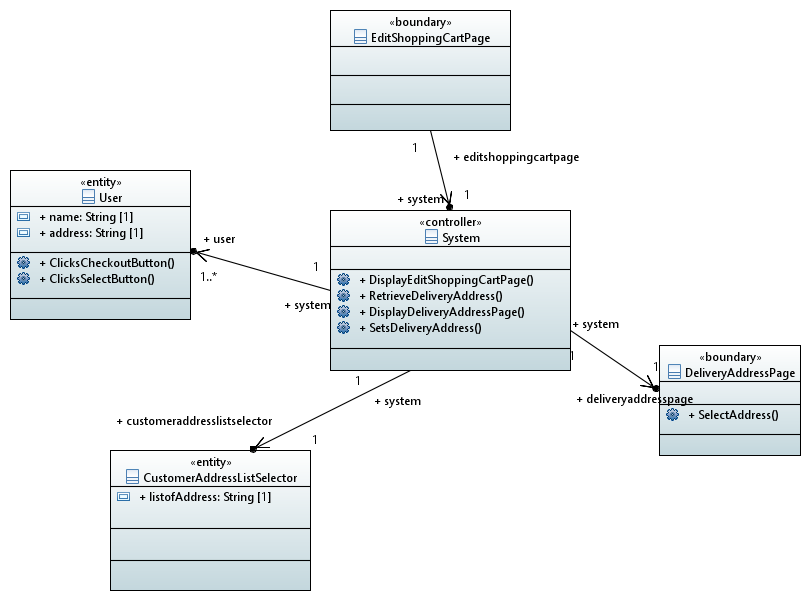 «boundary»
EditShoppingCartPage
1
+ editshoppingcartpage
+ system
1
«entity»
User
+ name: String [1]
+ address: String [1]
+ ClicksCheckoutButton()
+ ClicksSelectButton()
+ user
1..*
1
+ system
«controller»
System
+ DisplayEditShoppingCartPage()
+ RetrieveDeliveryAddress()
+ DisplayDeliveryAddressPage()
+ SetsDeliveryAddress()
+ system
1
1
+ deliveryaddresspage
«boundary»
DeliveryAddressPage
+ SelectAddress()
1
+ system
+ customeraddresslistselector
1
«entity»
CustomerAddressListSelector
+ listofAddress: String [1]